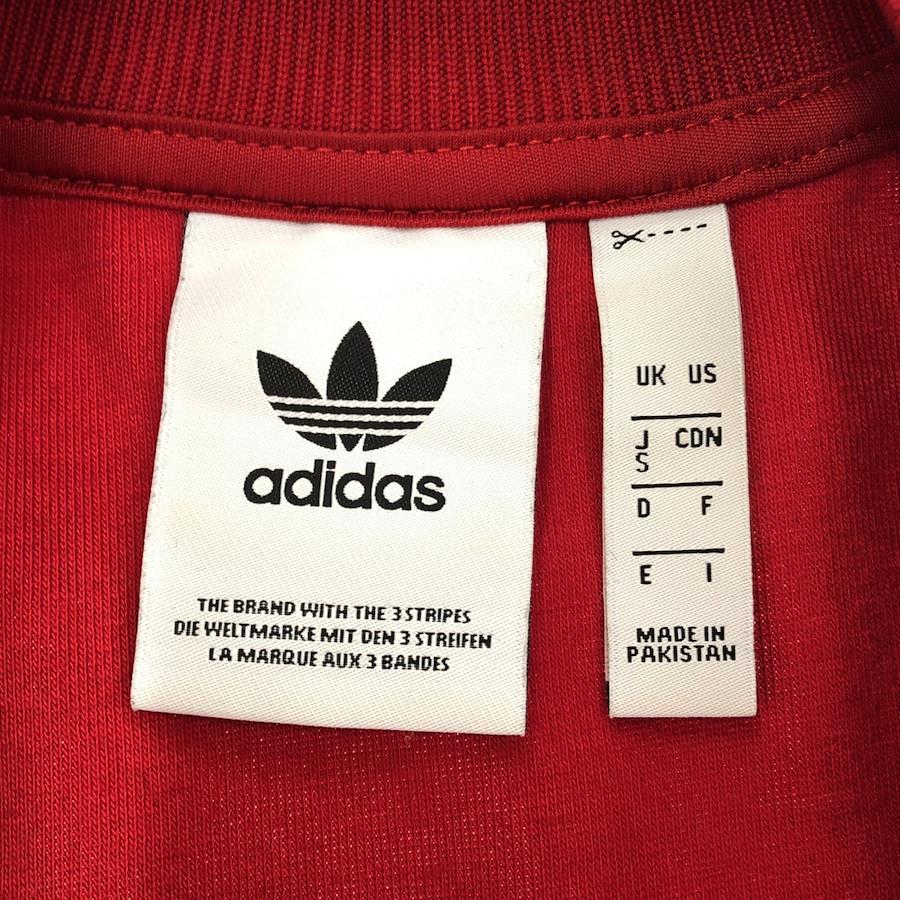 adidas
THE BRAND WITH THE 3 STRIPES
DIE WELTMARKE MIT DEN 3 STREIFEN
LA MARQUE AUX 3 BANDES
UK US
J CDN
S
D F
E I
MADE IN
PAKISTAN